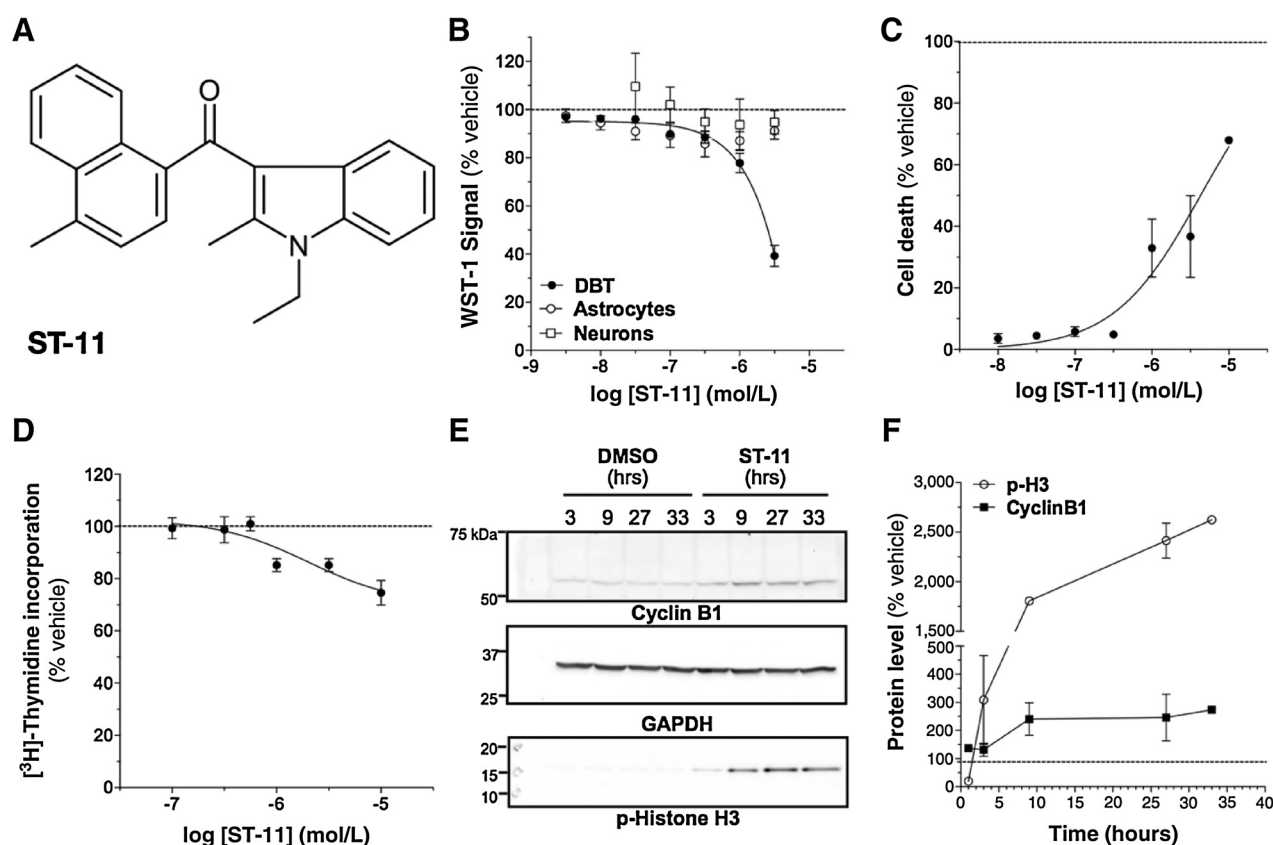 A
O
N
ST-11
B
WST-1 Signal (% vehicle)
120
100
80
60
40
20
0
DBT
Astrocytes
Neurons
-9 -8 -7 -6 -5
log [ST-11] (mol/L)
C
Cell death (% vehicle)
100
80
60
40
20
0
-8 -7 -6 -5
log [ST-11] (mol/L)
D
[³H]-Thymidine incorporation
(% vehicle)
120
100
80
60
40
20
0
-7 -6 -5
log [ST-11] (mol/L)
E
DMSO ST-11
(hrs) (hrs)
3 9 27 33 3 9 27 33
75 kDa
50
Cyclin B1
37
25
GAPDH
20
15
10
p-Histone H3
F
Protein level (% vehicle)
3,000
2,500
2,000
1,500
500
400
300
200
100
0
p-H3
CyclinB1
0 5 10 15 20 25 30 35 40
Time (hours)